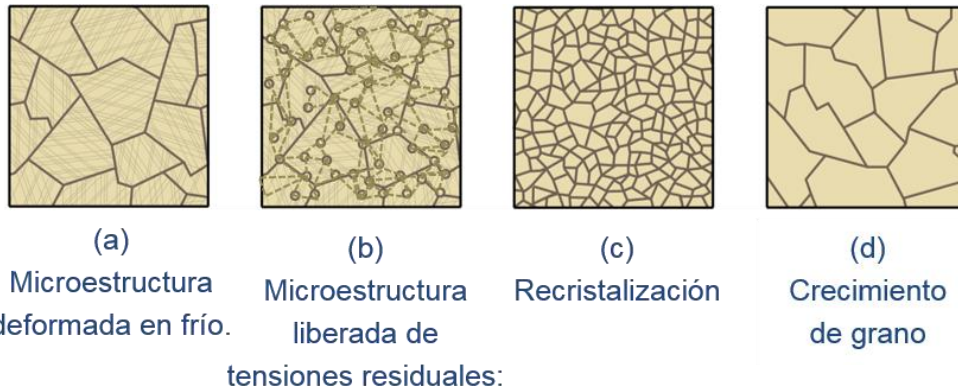 (a)
Microestructura
deformada en frío.
(b)
Microestructura
liberada de
tensiones residuales:
(c)
Recristalización
(d)
Crecimiento
de grano